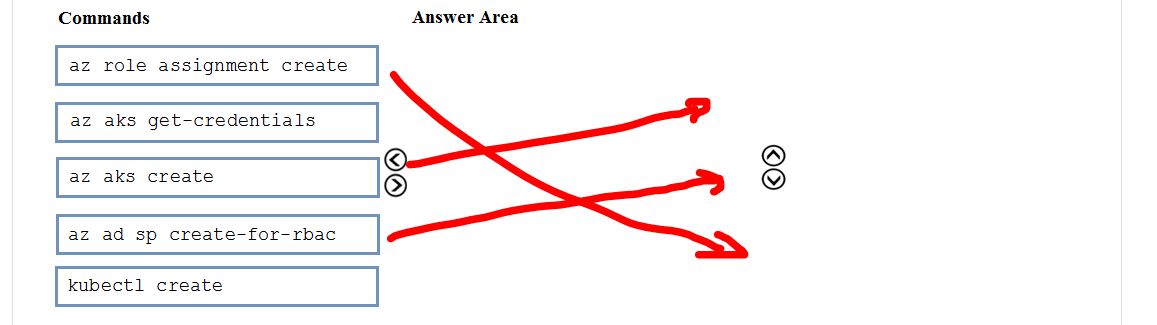 Commands
Answer Area
az role assignment create
az aks get-credentials
az aks create
az ad sp create-for-rbac
kubectl create